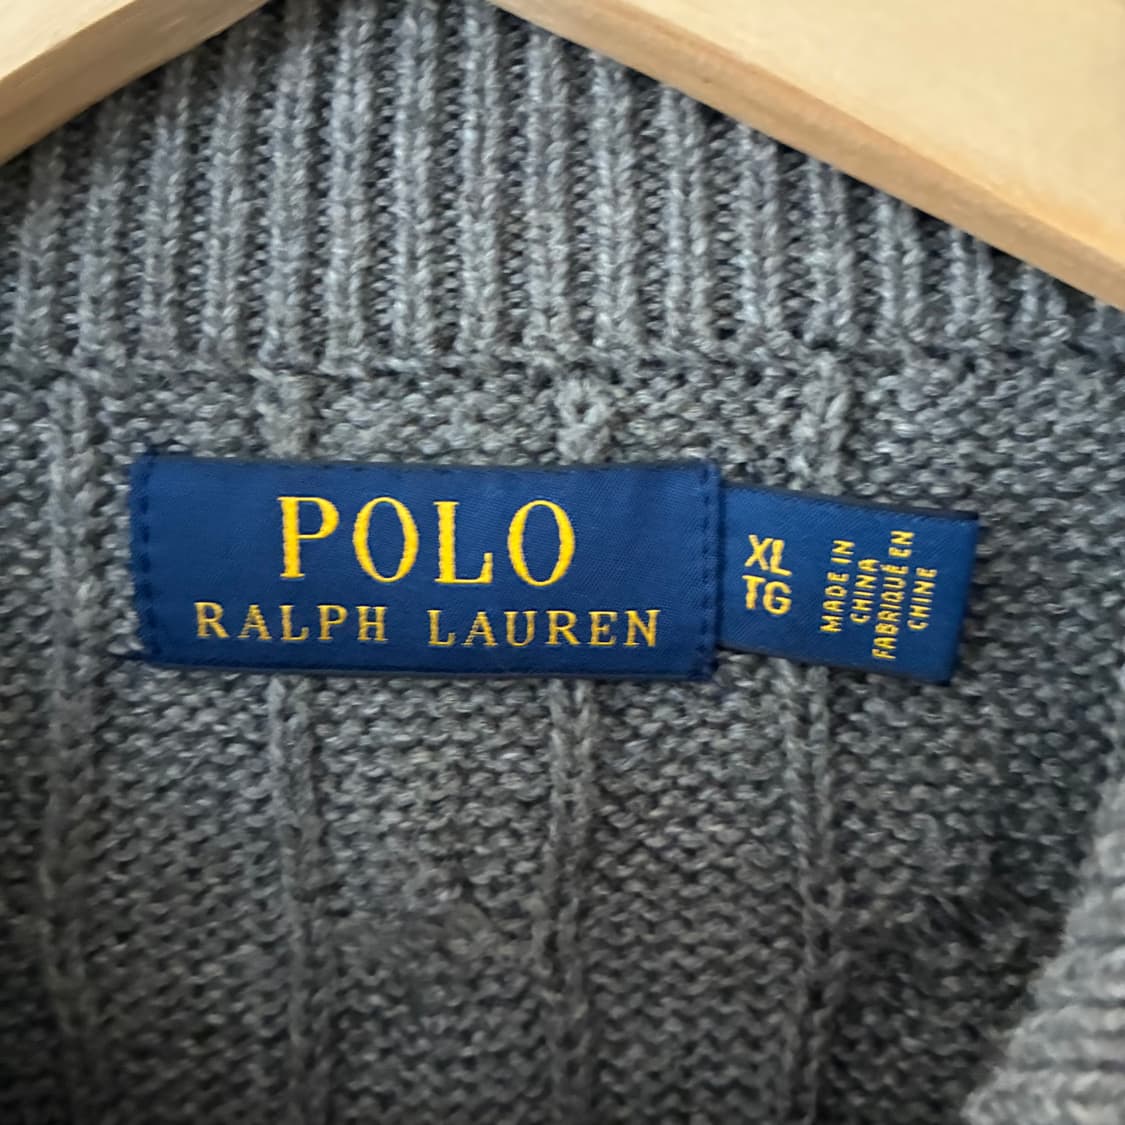 POLO
RALPH LAUREN
XL
TG
MADE IN
CHINA
FABRIQUÉ EN
CHINE